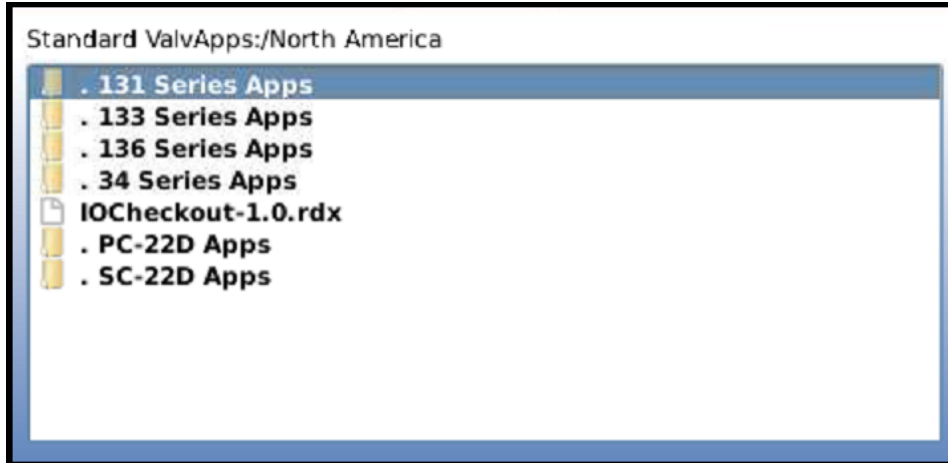 Standard ValvApps:/North America
. 131 Series Apps
. 133 Series Apps
. 136 Series Apps
. 34 Series Apps
IOCheckout-1.0.rdx
. PC-22D Apps
. SC-22D Apps